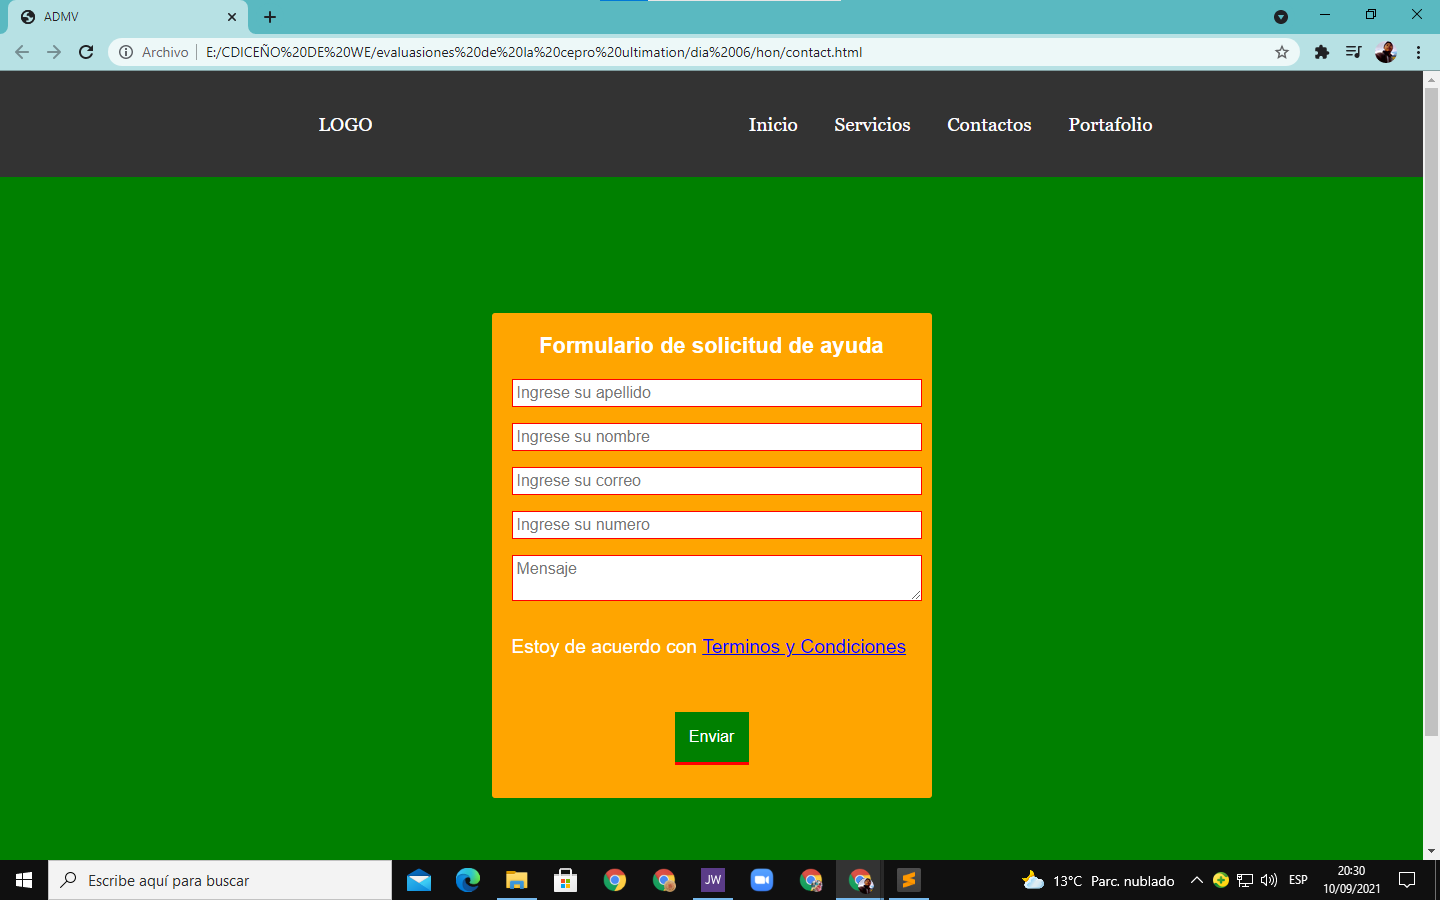 ADMV
Archivo E:/CDICEÑO%20DE%20WE/evaluasiones%20de%20la%20cepro%20ultimation/dia%2006/hon/contact.html
LOGO Inicio Servicios Contactos Portafolio
Formulario de solicitud de ayuda
Ingrese su apellido
Ingrese su nombre
Ingrese su correo
Ingrese su numero
Mensaje
Estoy de acuerdo con Terminos y Condiciones
Enviar
Escribe aquí para buscar
JW
13°C Parc. nublado
ESP
20:30
10/09/2021